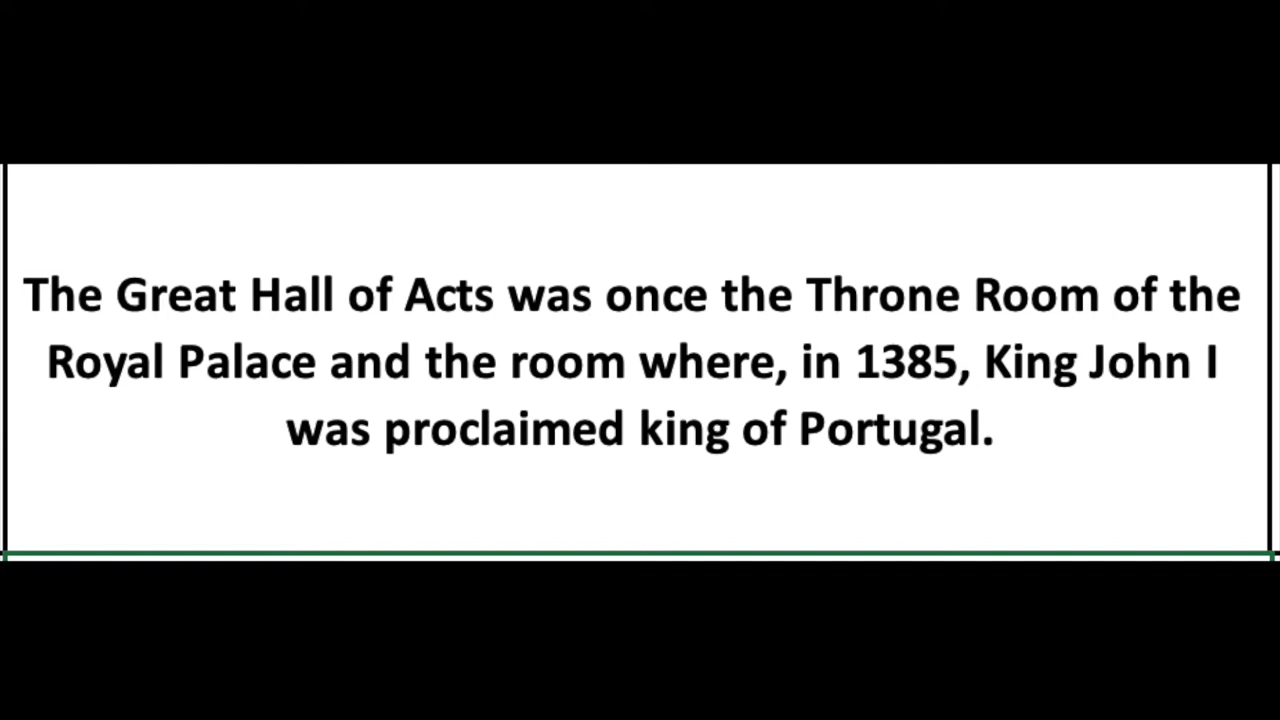 The Great Hall of Acts was once the Throne Room of the
Royal Palace and the room where, in 1385, King John I
was proclaimed king of Portugal.